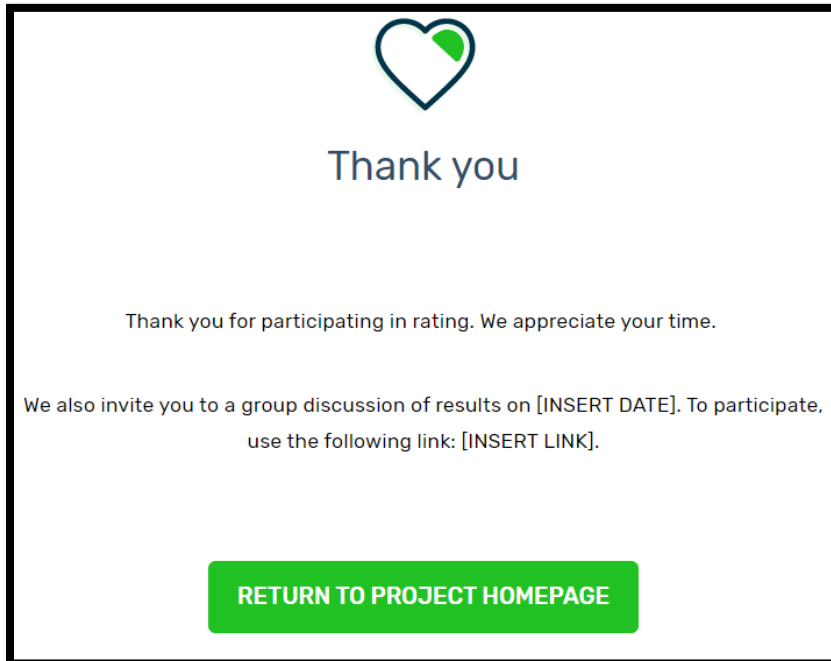 Thank you
Thank you for participating in rating. We appreciate your time.
We also invite you to a group discussion of results on [INSERT DATE]. To participate,
use the following link: [INSERT LINK].
RETURN TO PROJECT HOMEPAGE